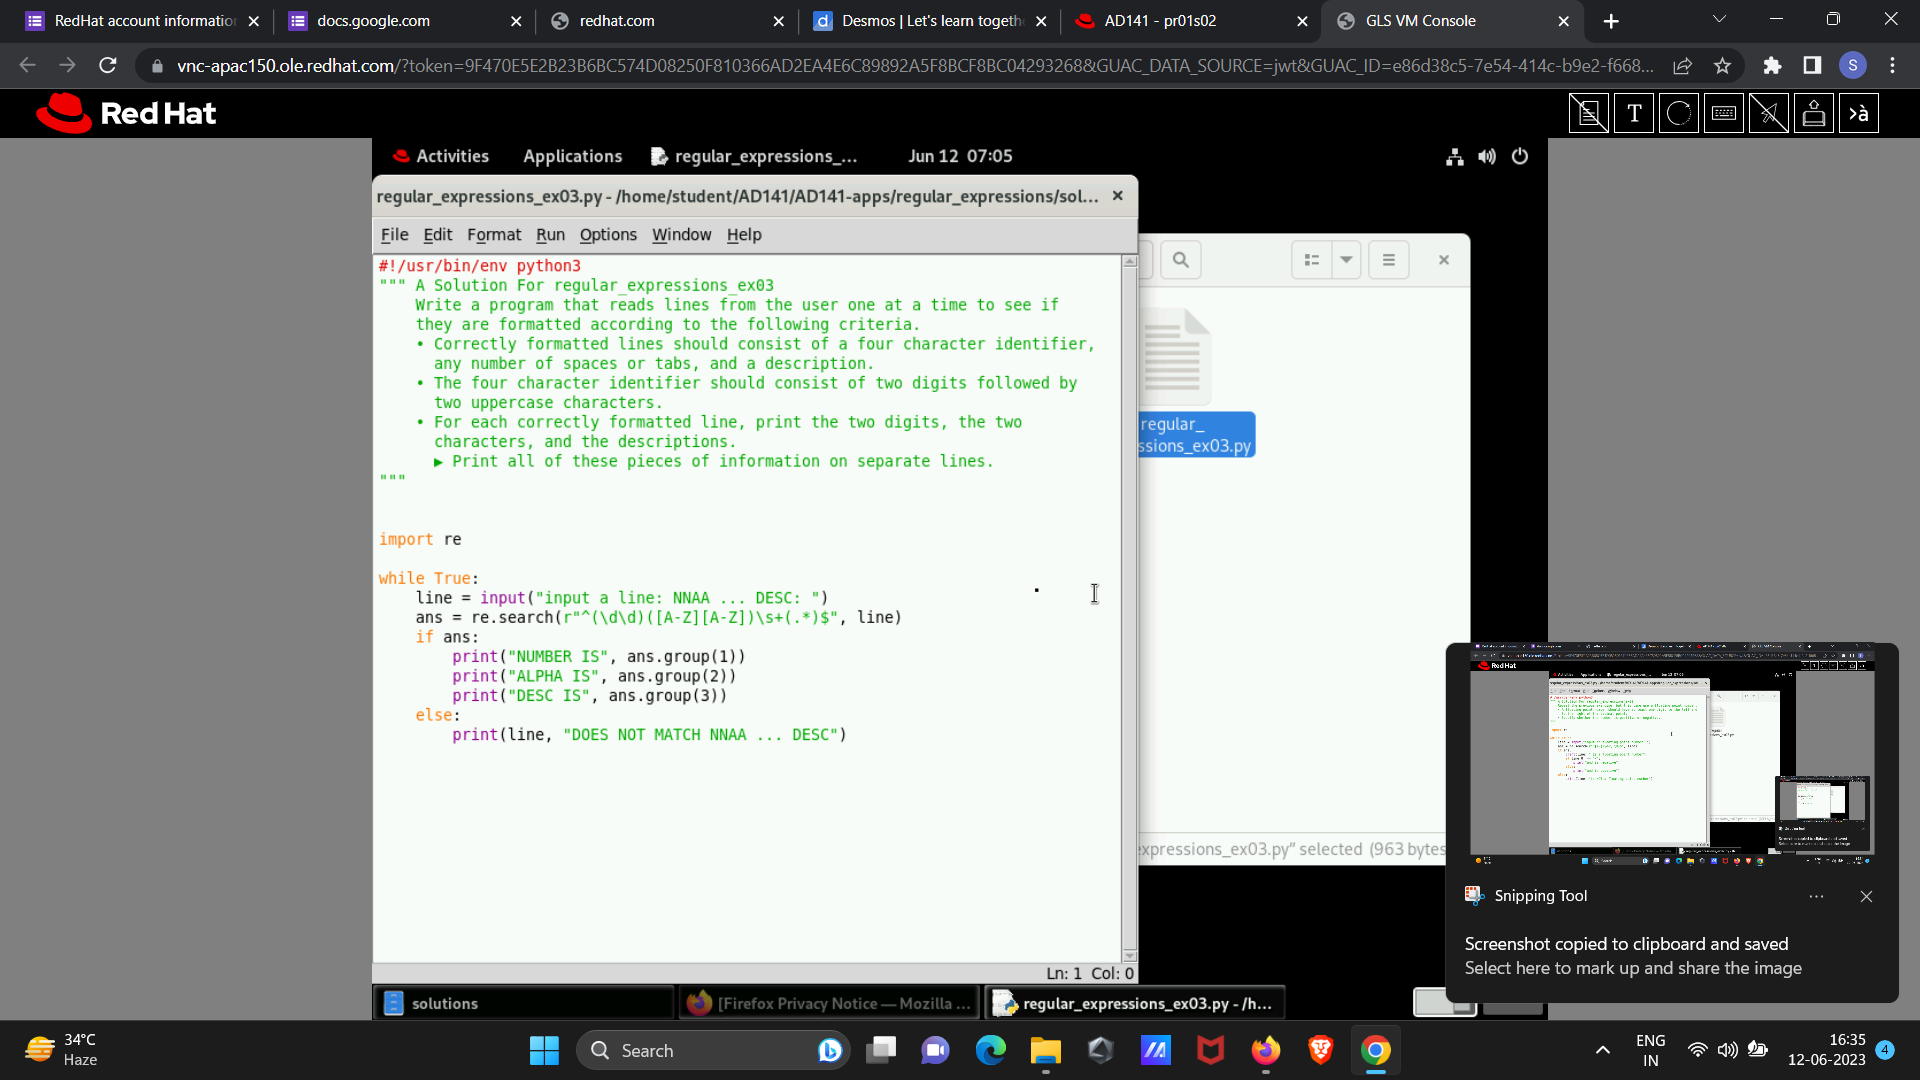 RedHat account information
docs.google.com
redhat.com
Desmos | Let's learn togeth
AD141 - pr01s02
GLS VM Console
vnc-apac150.ole.redhat.com/?token=9F470E5E2B23B6BC574D08250F810366AD2EA4E6C89892A5F8BCF8BC04293268&GUAC_DATA_SOURCE=jwt&GUAC_ID=e86d38c5-7e54-414c-b9e2-f668...
S
Red Hat
T
>à
Activities Applications regular_expressions_... Jun 12 07:05
regular_expressions_ex03.py - /home/student/AD141/AD141-apps/regular_expressions/sol...
File Edit Format Run Options Window Help
#!/usr/bin/env python3
""" A Solution For regular_expressions_ex03
Write a program that reads lines from the user one at a time to see if
they are formatted according to the following criteria.
• Correctly formatted lines should consist of a four character identifier,
any number of spaces or tabs, and a description.
• The four character identifier should consist of two digits followed by
two uppercase characters.
• For each correctly formatted line, print the two digits, the two
characters, and the descriptions.
▶ Print all of these pieces of information on separate lines.
"""
import re
while True:
line = input("input a line: NNAA ... DESC: ")
ans = re.search(r"^(\d\d)([A-Z][A-Z])\s+(.*)$", line)
if ans:
print("NUMBER IS", ans.group(1))
print("ALPHA IS", ans.group(2))
print("DESC IS", ans.group(3))
else:
print(line, "DOES NOT MATCH NNAA ... DESC")
Ln: 1 Col: 0
regular_
ssions_ex03.py
expressions_ex03.py" selected (963 bytes
Snipping Tool
Screenshot copied to clipboard and saved
Select here to mark up and share the image
solutions
[Firefox Privacy Notice — Mozilla ...
regular_expressions_ex03.py - /h...
34°C
Haze
Search
ENG
IN
16:35
12-06-2023
4